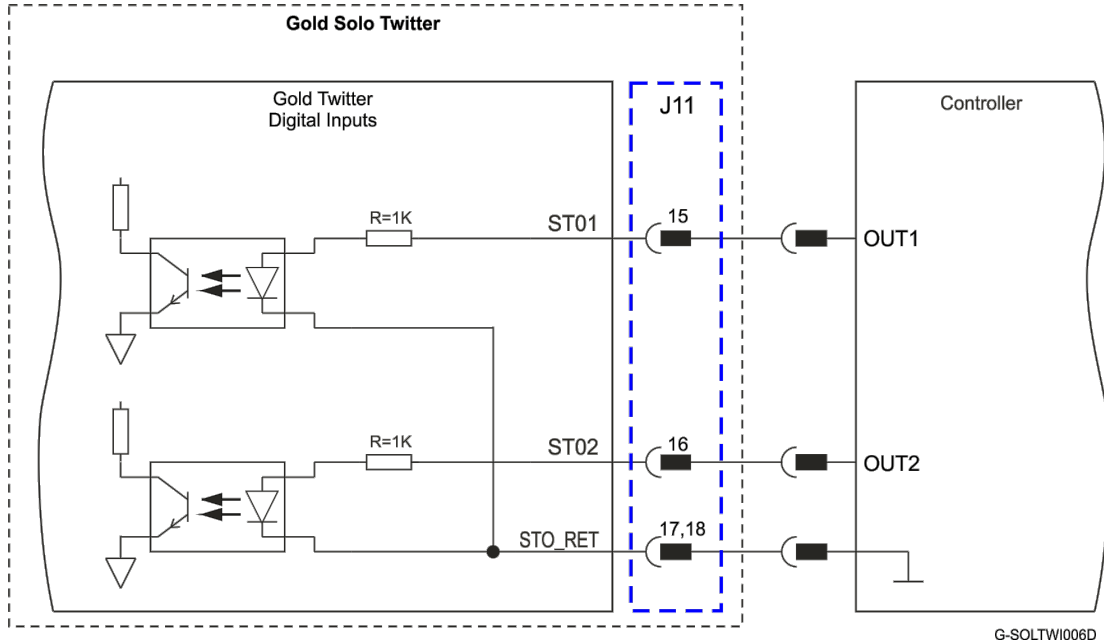 Gold Solo Twitter
Gold Twitter
Digital Inputs
J11
Controller
R=1K
ST01
15
OUT1
R=1K
ST02
16
OUT2
STO_RET
17,18
G-SOLTWI006D